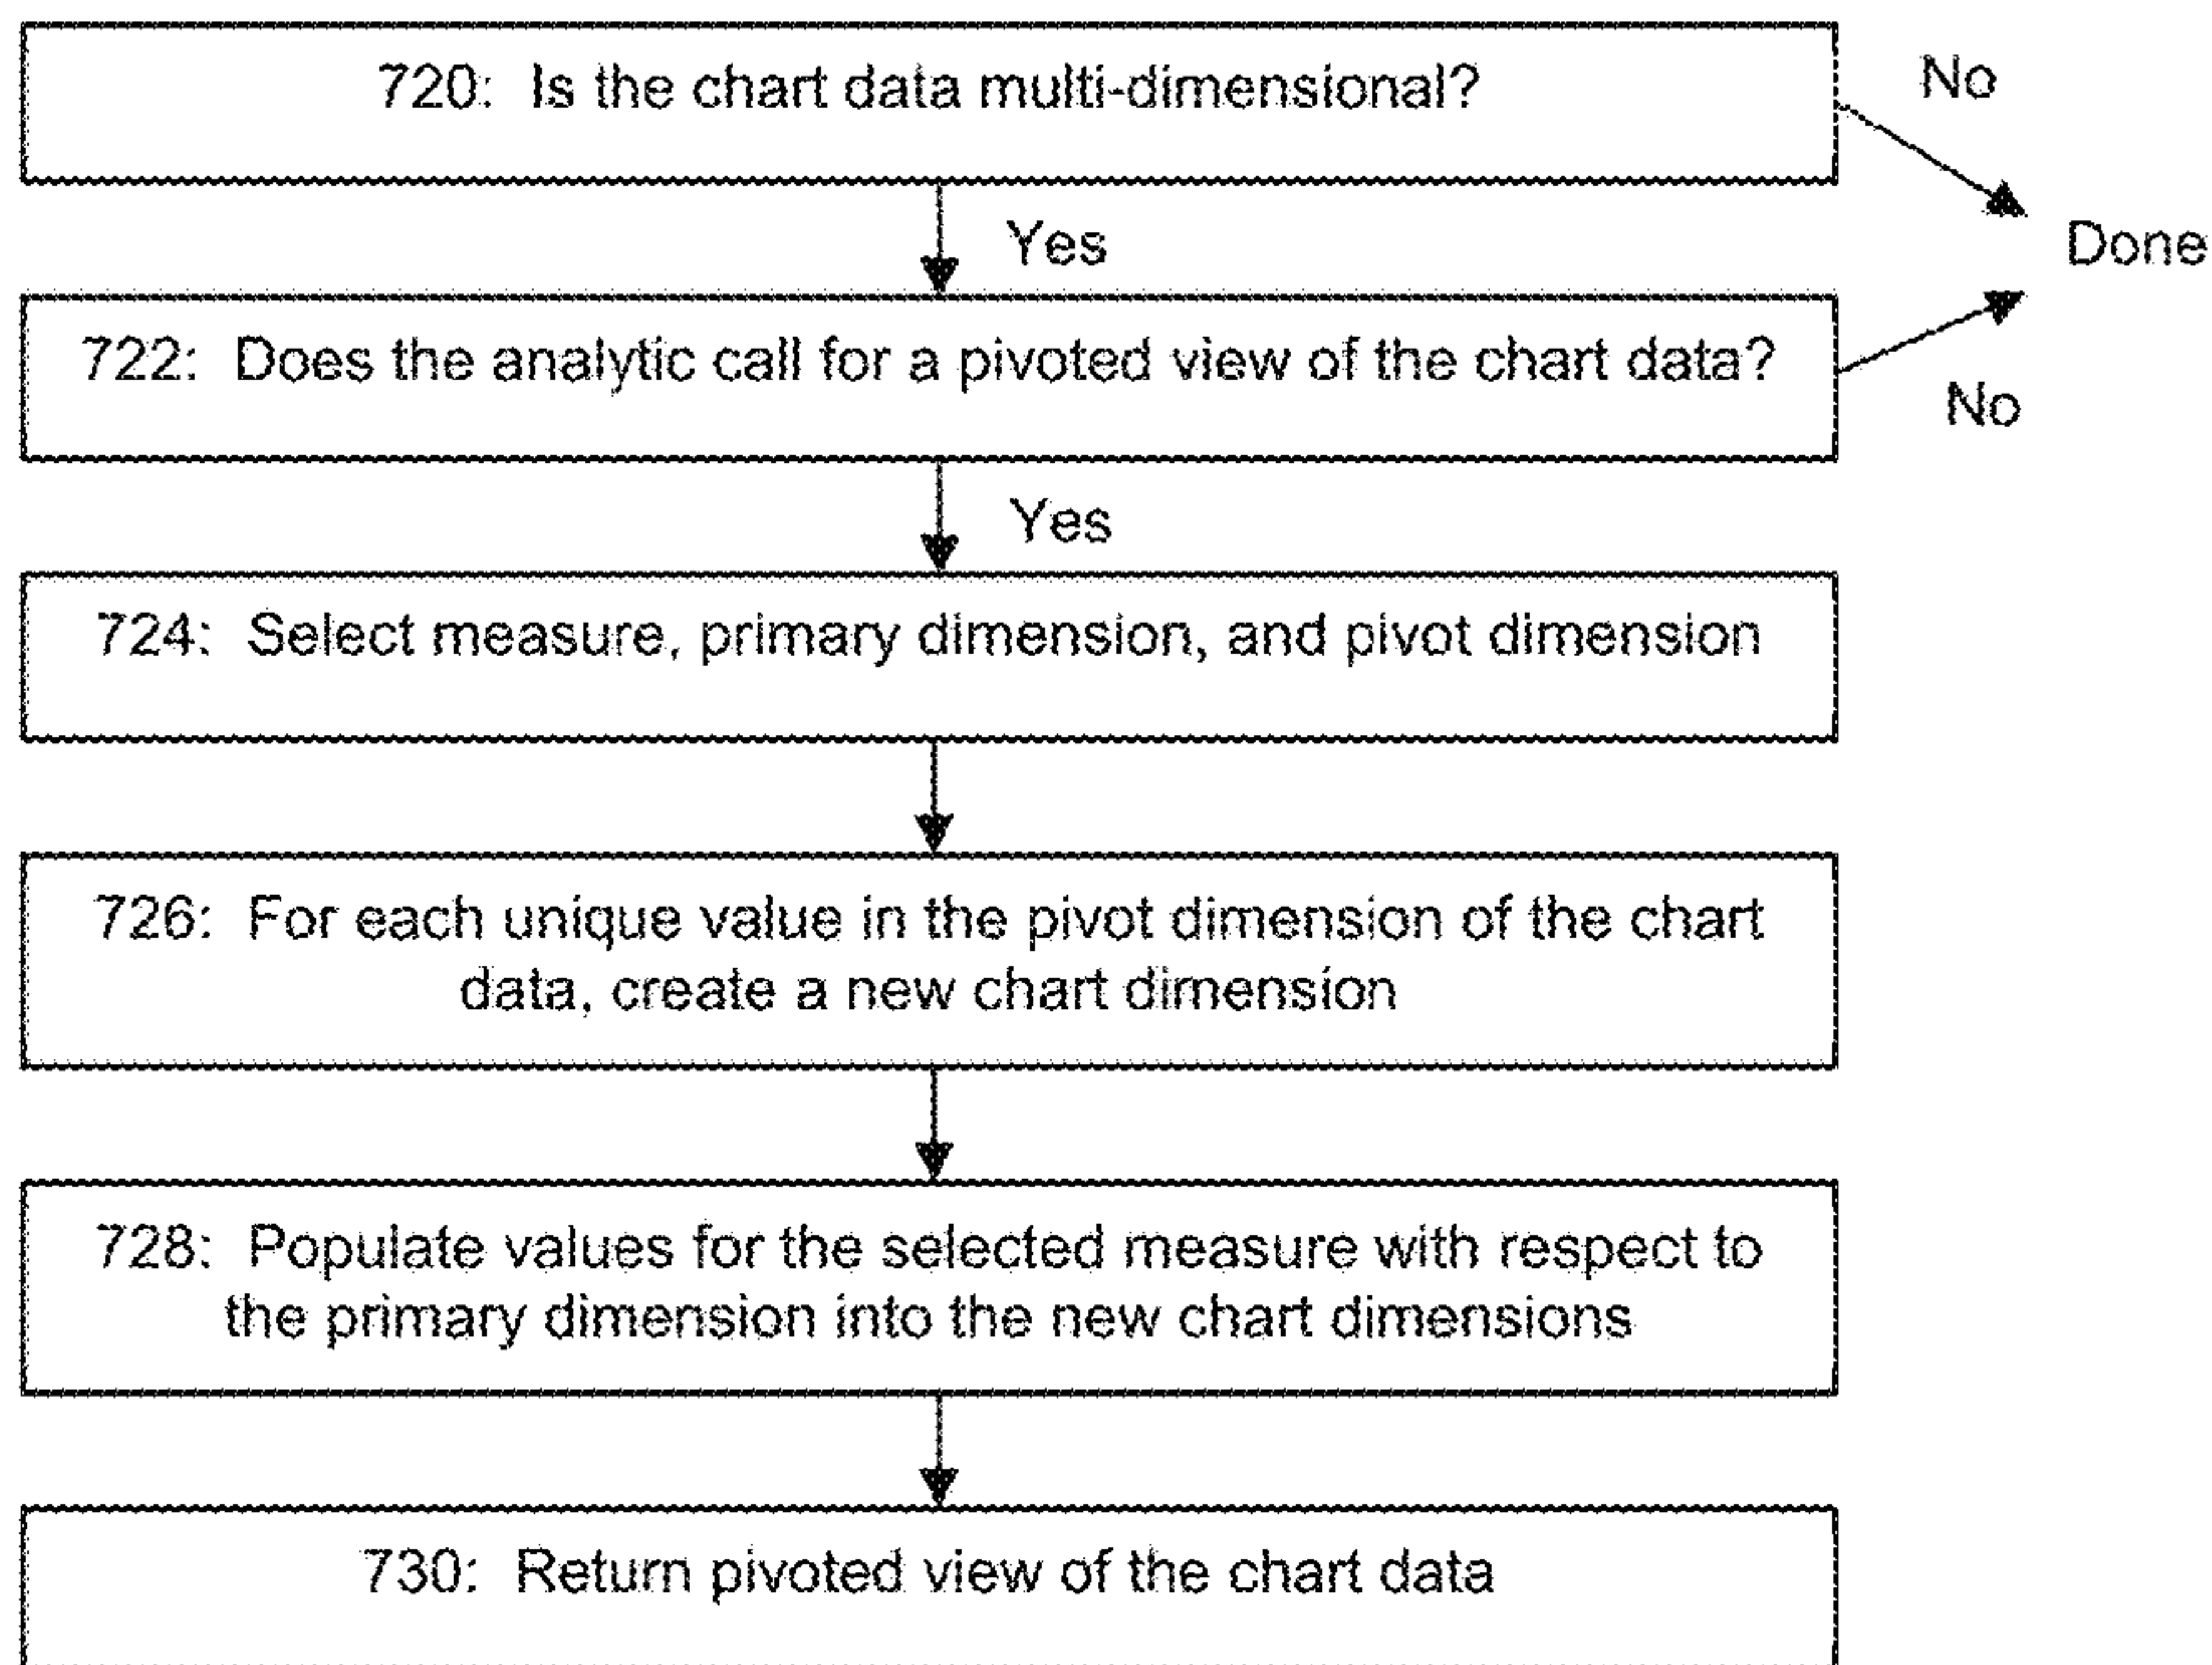 720: Is the chart data multi-dimensional?
No
Yes
Done
722: Does the analytic call for a pivoted view of the chart data?
No
Yes
724: Select measure, primary dimension, and pivot dimension
726: For each unique value in the pivot dimension of the chart
data, create a new chart dimension
728: Populate values for the selected measure with respect to
the primary dimension into the new chart dimensions
730: Return pivoted view of the chart data